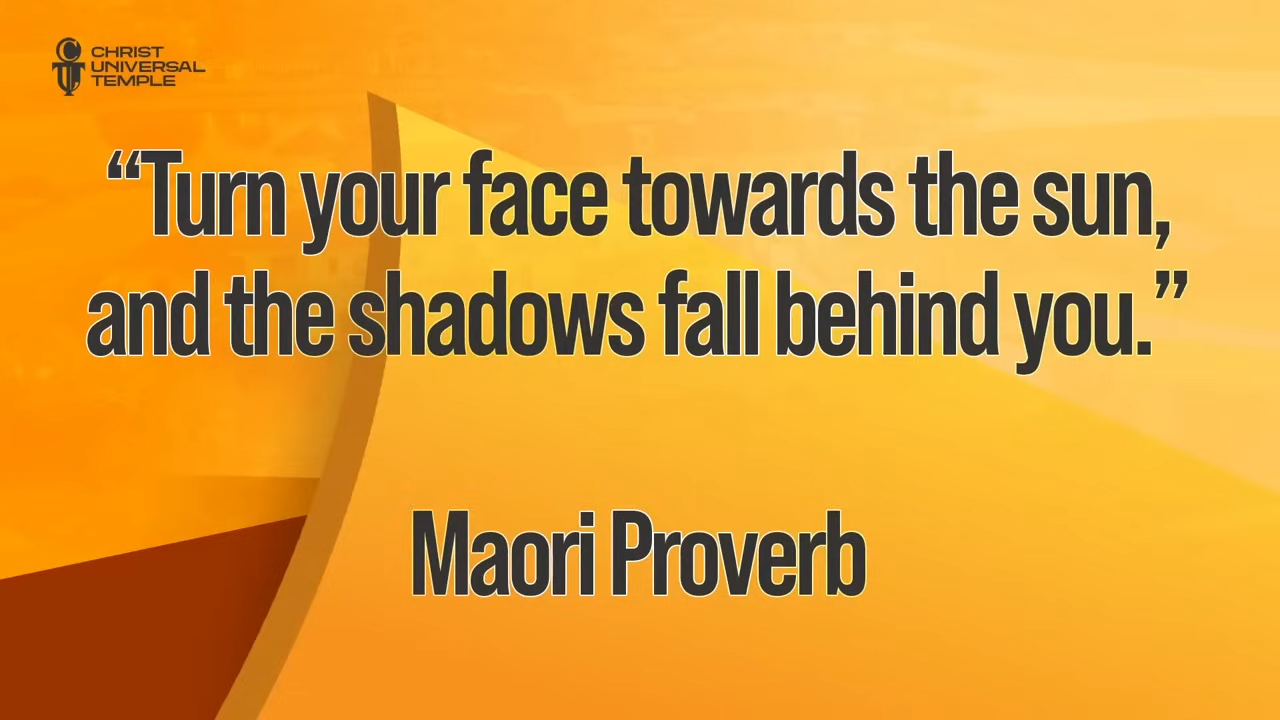 CHRIST
UNIVERSAL
TEMPLE
“Turn your face towards the sun,
and the shadows fall behind you.”
Maori Proverb